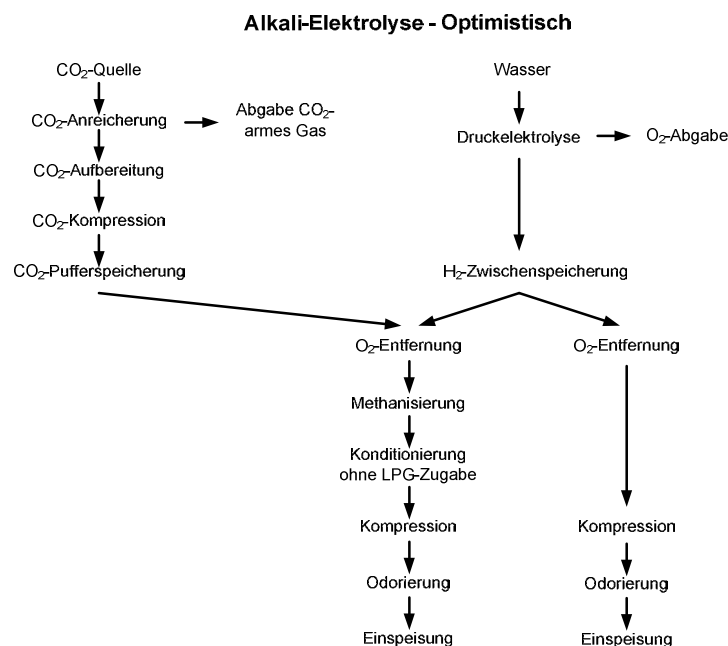 Alkali-Elektrolyse - Optimistisch
CO₂-Quelle
CO₂-Anreicherung
Abgabe CO₂-
armes Gas
CO₂-Aufbereitung
CO₂-Kompression
CO₂-Pufferspeicherung
Wasser
Druckelektrolyse
O₂-Abgabe
H₂-Zwischenspeicherung
O₂-Entfernung
Methanisierung
Konditionierung
ohne LPG-Zugabe
Kompression
Odorierung
Einspeisung
O₂-Entfernung
Kompression
Odorierung
Einspeisung